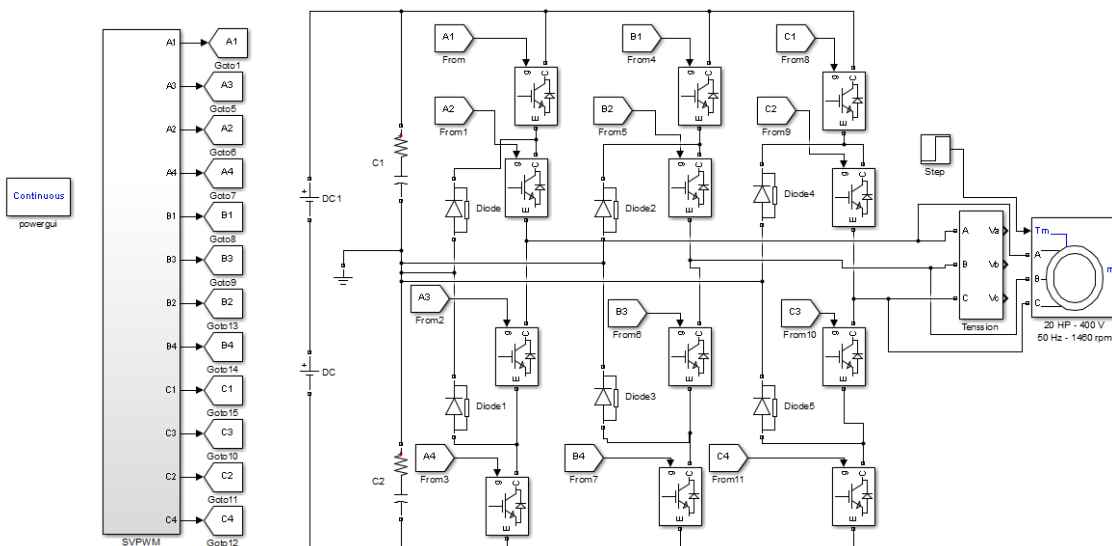 Continuous
powergui
A1
A3
A2
A4
B1
B3
B2
B4
C1
C3
C2
C4
SVPWM
A1
Goto1
A3
Goto5
A2
Goto6
A4
Goto7
B1
Goto8
B3
Goto9
B2
Goto13
B4
Goto14
C1
Goto15
C3
Goto10
C2
Goto11
C4
Goto12
DC1
DC
C1
C2
A1
From
g
C
E
A2
From1
g
C
E
Diode
A3
From2
g
C
E
Diode1
A4
From3
g
C
E
B1
From4
g
C
E
B2
From5
g
C
E
Diode2
B3
From6
g
C
E
Diode3
B4
From7
g
C
E
C1
From8
g
C
E
C2
From9
g
C
E
Diode4
C3
From10
g
C
E
Diode5
C4
From11
g
C
E
Step
A
B
C
Va
Vb
Vc
Tenssion
Tm
A
B
C
m
20 HP - 400 V
50 Hz - 1460 rpm